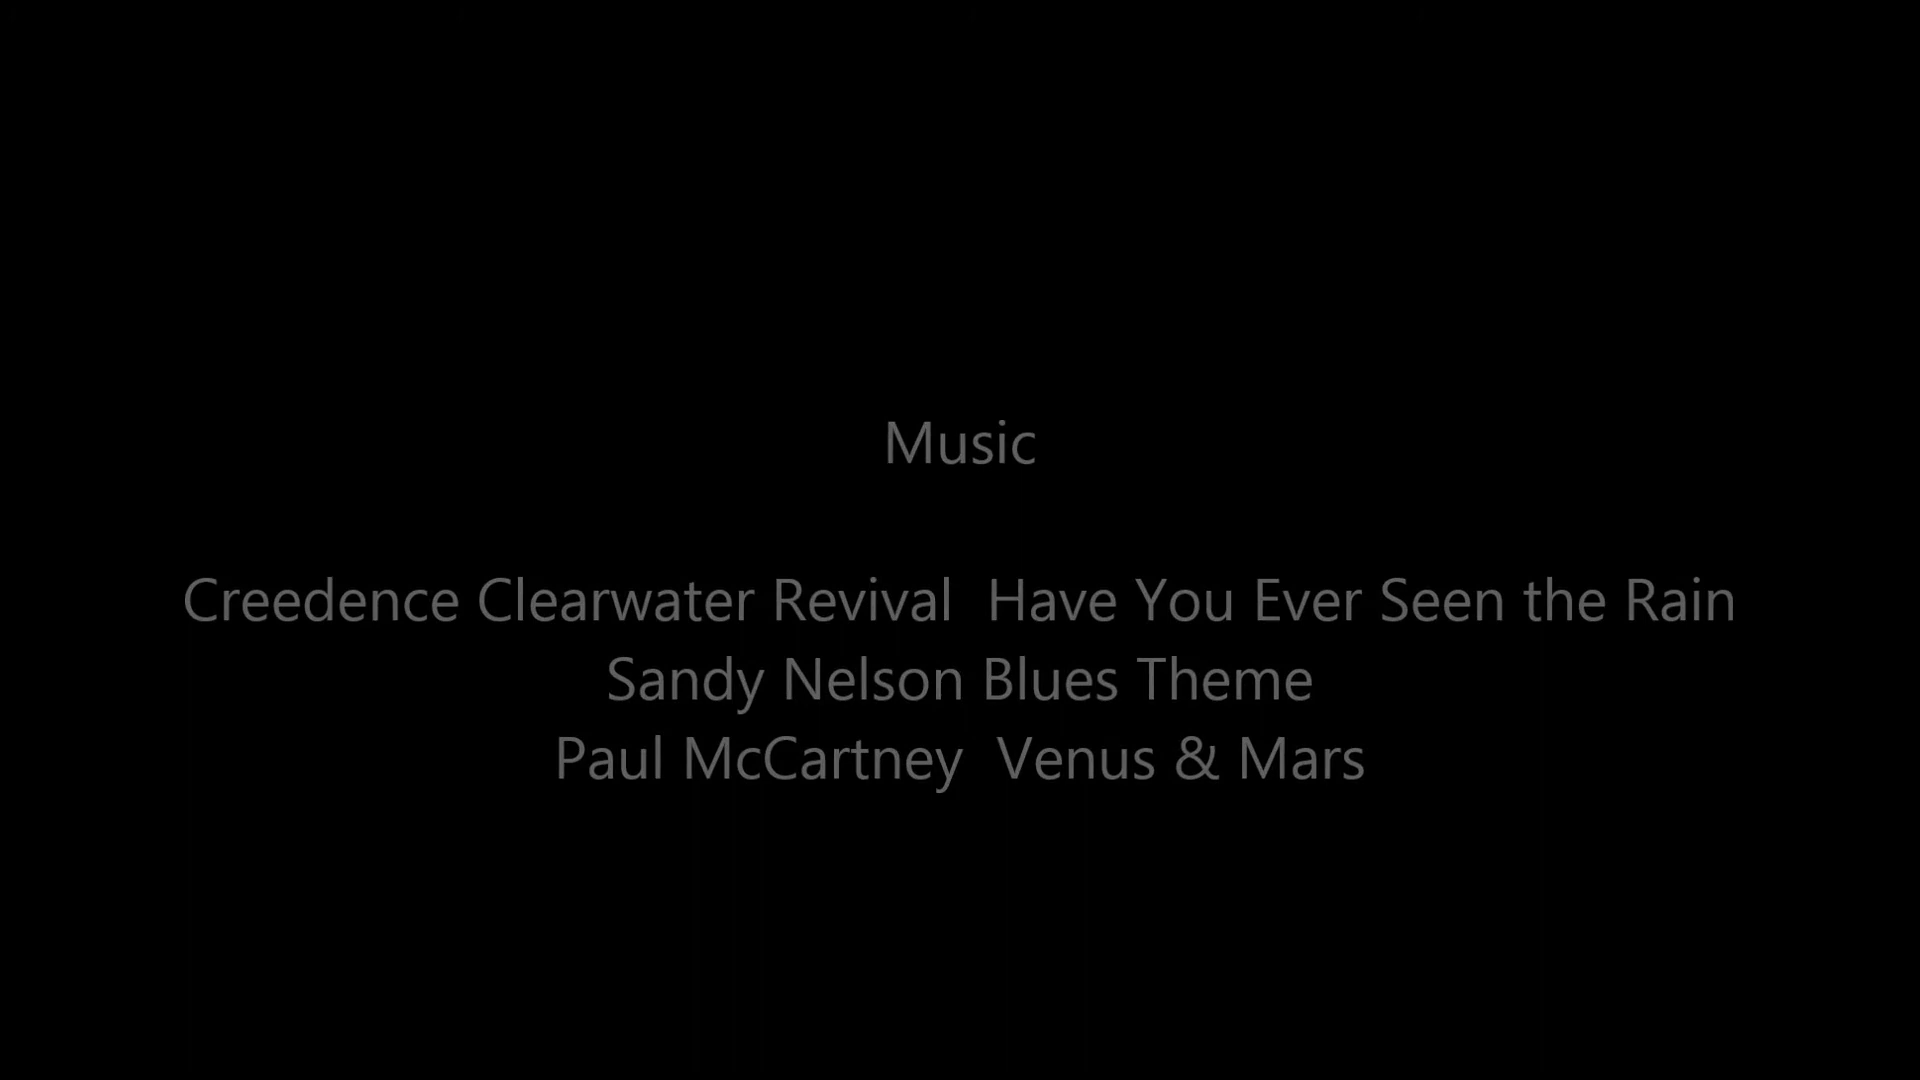 Music
Creedence Clearwater Revival  Have You Ever Seen the Rain
Sandy Nelson Blues Theme
Paul McCartney  Venus & Mars